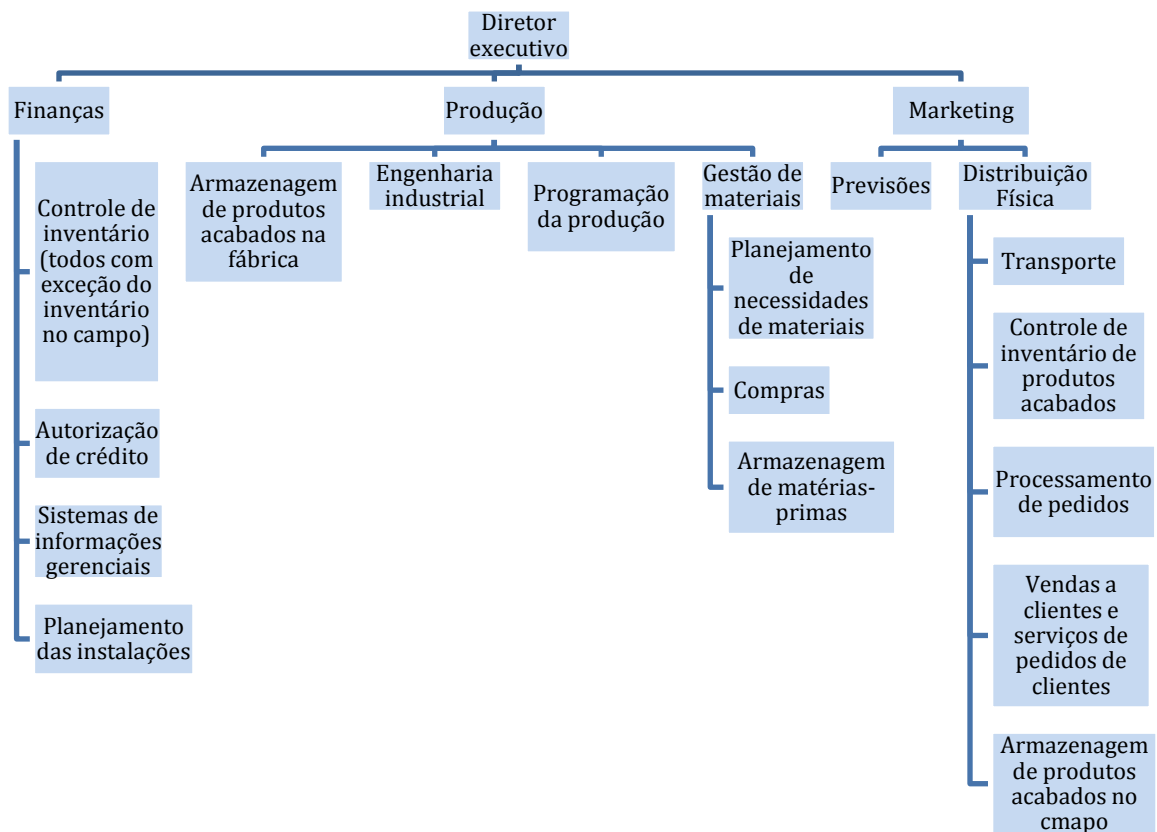 Diretor
executivo
Finanças
Produção
Marketing
Controle de
inventário
(todos com
exceção do
inventário
no campo)
Autorização
de crédito
Sistemas de
informações
gerenciais
Planejamento
das instalações
Armazenagem
de produtos
acabados na
fábrica
Engenharia
industrial
Programação
da produção
Gestão de
materiais
Planejamento
de
necessidades
de materiais
Compras
Armazenagem
de matérias-
primas
Previsões
Distribuição
Física
Transporte
Controle de
inventário de
produtos
acabados
Processamento
de pedidos
Vendas a
clientes e
serviços de
pedidos de
clientes
Armazenagem
de produtos
acabados no
cmapo